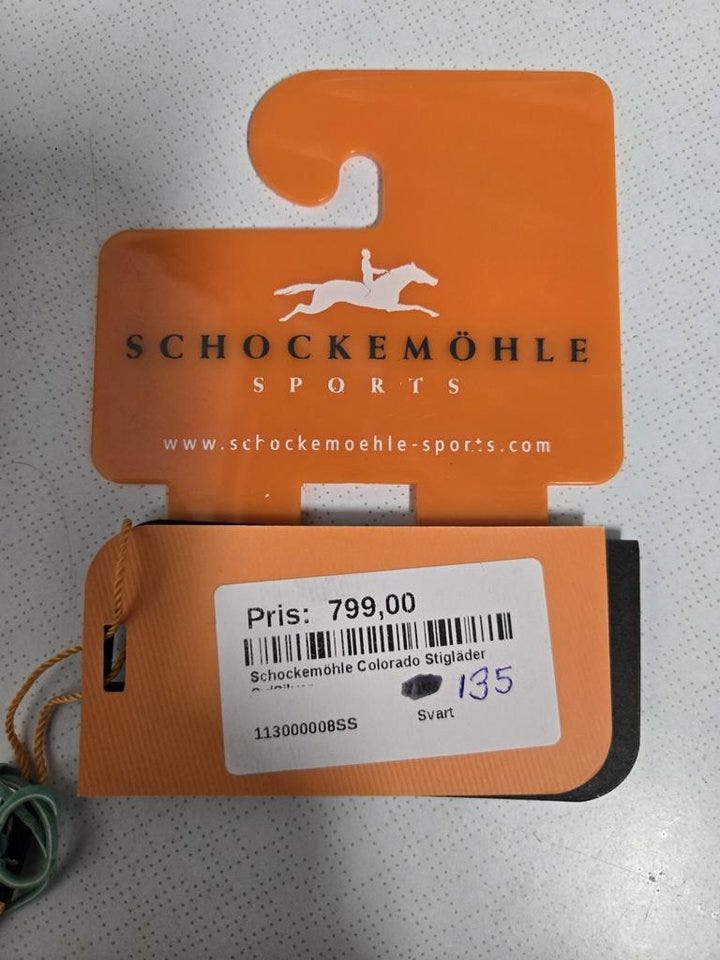 SCHOCKEMÖHLE
SPORTS
www.schockemoehle-sports.com
Pris: 799,00
Schockemöhle Colorado Stigläder
135
113000008SS
Svart